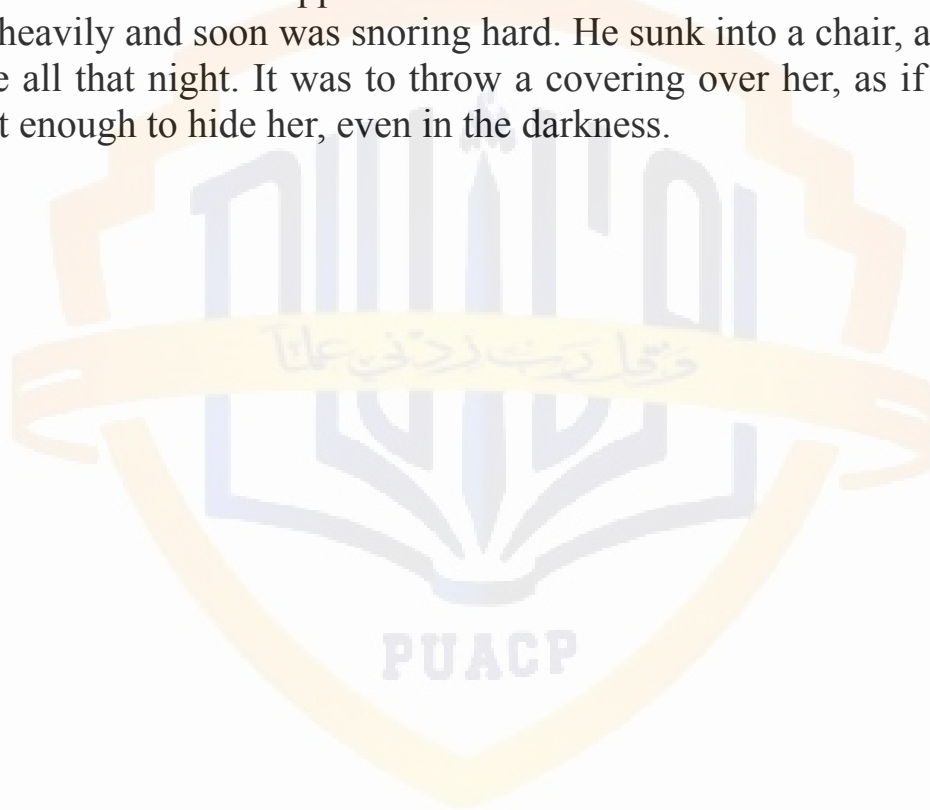 heavily and soon was snoring hard. He sunk into a chair, a
all that night. It was to throw a covering over her, as if
enough to hide her, even in the darkness.
وقل رب زدني علماً
PUACP